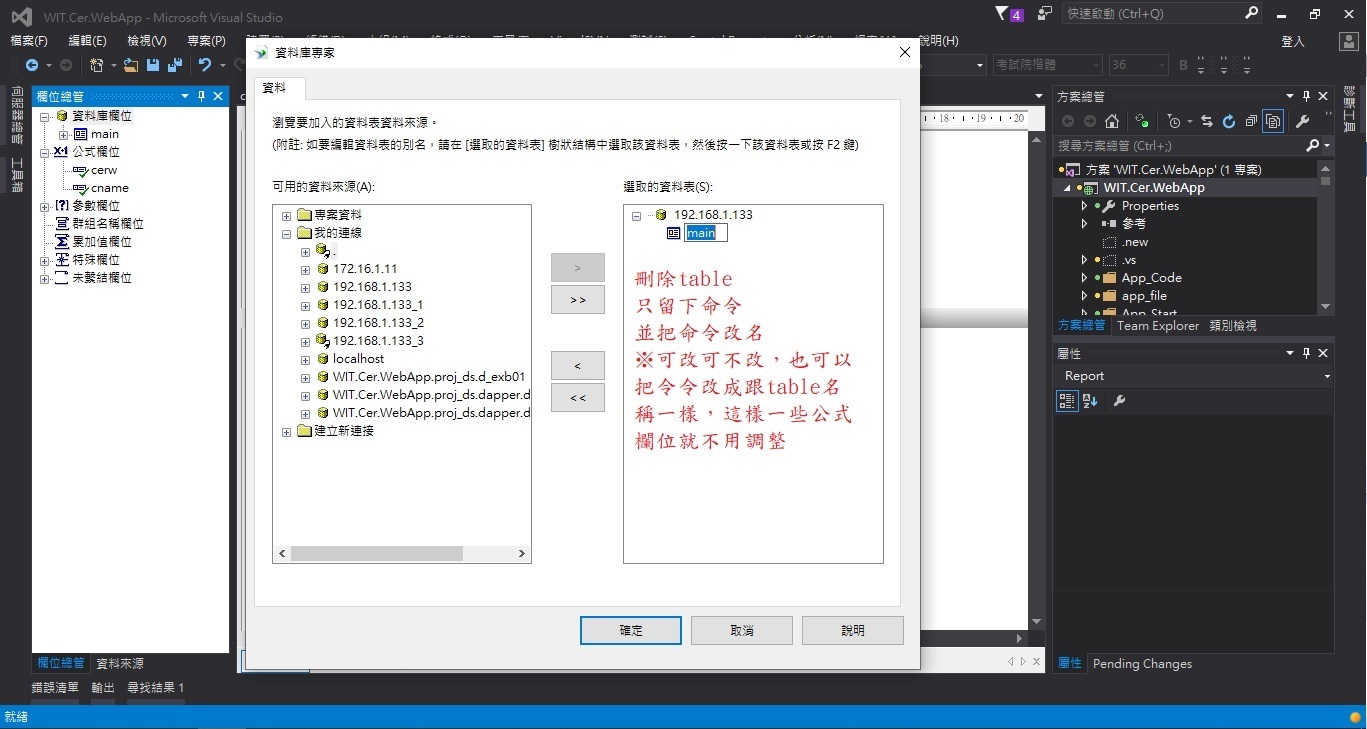 WIT.Cer.WebApp - Microsoft Visual Studio
4
快速啟動 (Ctrl+Q)
檔案(F) 編輯(E) 檢視(V) 專案(P)
說明(H)
登入
考試院楷體 36 B
伺服器總管
工具箱
欄位總管
資料庫欄位
main
公式欄位
cerw
cname
參數欄位
群組名稱欄位
累加值欄位
特殊欄位
未繫結欄位
欄位總管 資料來源
資料庫專家
資料
瀏覽要加入的資料表資料來源。
(附註: 如要編輯資料表的別名，請在 [選取的資料表] 樹狀結構中選取該資料表，然後按一下該資料表或按 F2 鍵)
可用的資料來源(A):
專案資料
我的連線
.
172.16.1.11
192.168.1.133
192.168.1.133_1
192.168.1.133_2
192.168.1.133_3
localhost
WIT.Cer.WebApp.proj_ds.d_exb01
WIT.Cer.WebApp.proj_ds.dapper.d
WIT.Cer.WebApp.proj_ds.dapper.d
建立新連接
>
>>
<
<<
選取的資料表(S):
192.168.1.133
main
刪除table
只留下命令
並把命令改名
※可改可不改，也可以
把令令改成跟table名
稱一樣，這樣一些公式
欄位就不用調整
確定 取消 說明
18 19 20
方案總管
搜尋方案總管 (Ctrl+;)
方案 'WIT.Cer.WebApp' (1 專案)
WIT.Cer.WebApp
Properties
參考
.new
.vs
App_Code
app_file
App_Start
方案總管 Team Explorer 類別檢視
屬性
Report
屬性 Pending Changes
診斷工具
錯誤清單 輸出 尋找結果 1
就緒